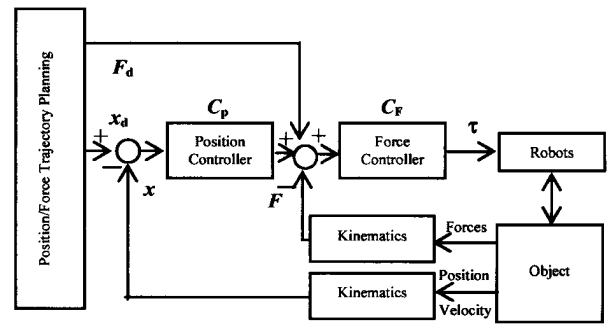 Position/Force Trajectory Planning
F_d
x_d
+
−
x
C_p
Position
Controller
+
+
−
F
C_F
Force
Controller
τ
Robots
Object
Forces
Kinematics
Position
Velocity
Kinematics